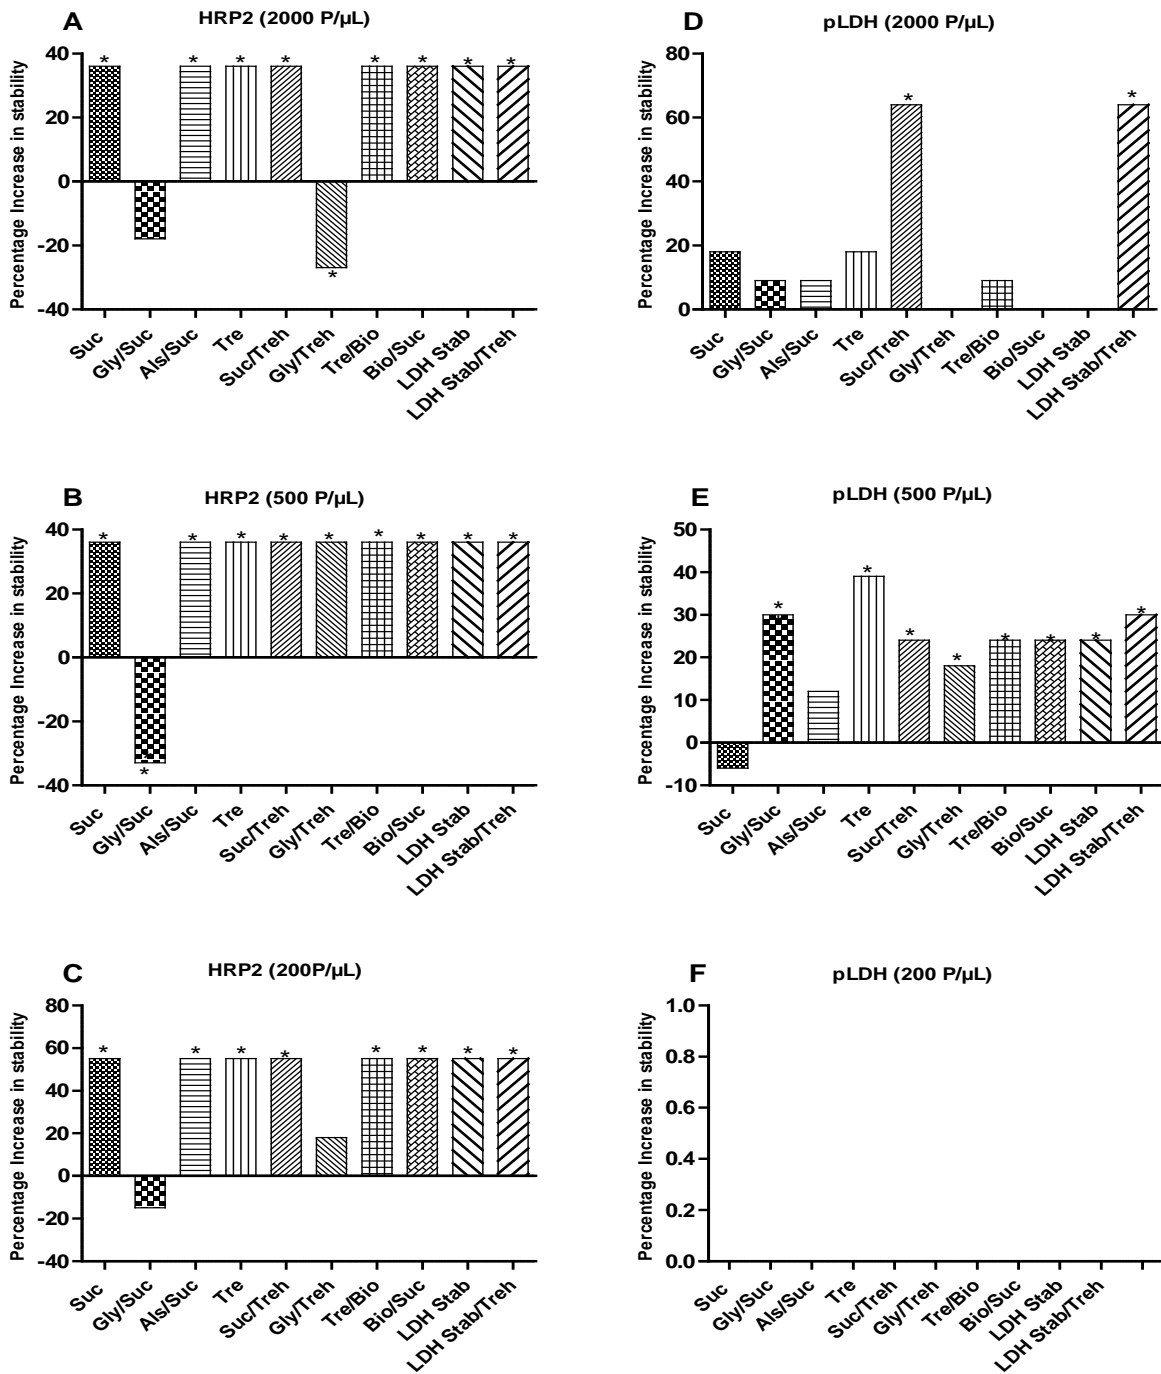 A
HRP2 (2000 P/µL)
Percentage Increase in stability
40
20
0
-20
-40
* * * * * * * * *
Suc
Gly/Suc
Als/Suc
Tre
Suc/Treh
Gly/Treh
Tre/Bio
Bio/Suc
LDH Stab
LDH Stab/Treh
D
pLDH (2000 P/µL)
Percentage Increase in stability
80
60
40
20
0
* *
Suc
Gly/Suc
Als/Suc
Tre
Suc/Treh
Gly/Treh
Tre/Bio
Bio/Suc
LDH Stab
LDH Stab/Treh
B
HRP2 (500 P/µL)
Percentage Increase in stability
40
20
0
-20
-40
* * * * * * * * * *
Suc
Gly/Suc
Als/Suc
Tre
Suc/Treh
Gly/Treh
Tre/Bio
Bio/Suc
LDH Stab
LDH Stab/Treh
E
pLDH (500 P/µL)
Percentage Increase in stability
50
40
30
20
10
0
-10
* * * * * * * *
Suc
Gly/Suc
Als/Suc
Tre
Suc/Treh
Gly/Treh
Tre/Bio
Bio/Suc
LDH Stab
LDH Stab/Treh
C
HRP2 (200P/µL)
Percentage Increase in stability
80
60
40
20
0
-20
-40
* * * * * * * *
Suc
Gly/Suc
Als/Suc
Tre
Suc/Treh
Gly/Treh
Tre/Bio
Bio/Suc
LDH Stab
LDH Stab/Treh
F
pLDH (200 P/µL)
Percentage Increase in stability
1.0
0.8
0.6
0.4
0.2
0.0
Suc
Gly/Suc
Als/Suc
Tre
Suc/Treh
Gly/Treh
Tre/Bio
Bio/Suc
LDH Stab
LDH Stab/Treh